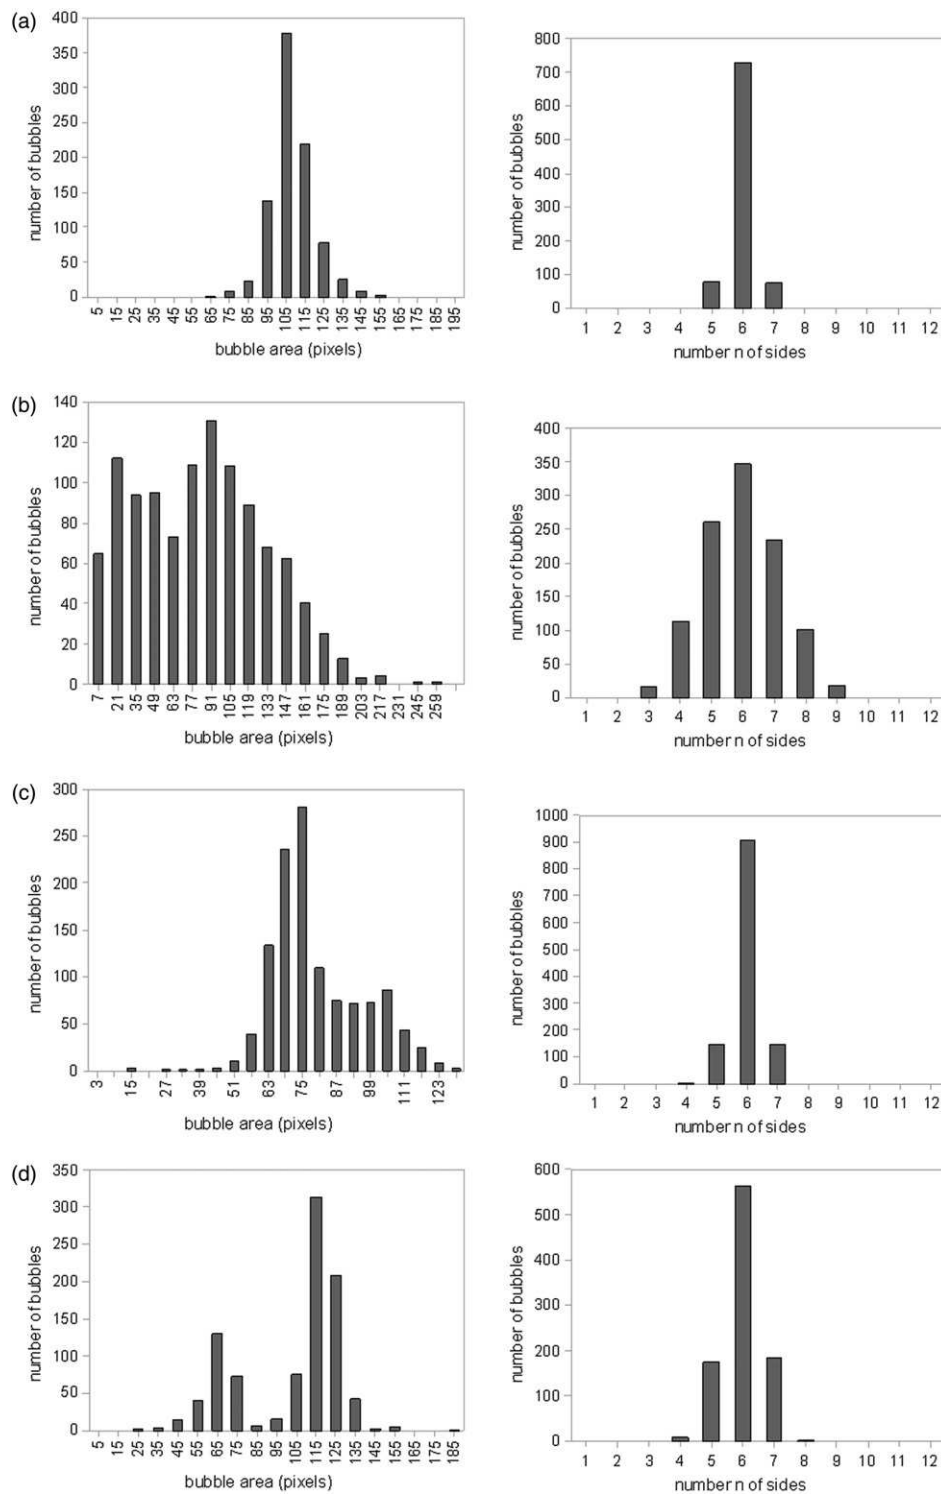 (a)
400
350
300
250
200
150
100
50
0
number of bubbles
5 15 25 35 45 55 65 75 85 95 105 115 125 135 145 155 165 175 185 195
bubble area (pixels)
800
700
600
500
400
300
200
100
0
number of bubbles
1 2 3 4 5 6 7 8 9 10 11 12
number n of sides
(b)
140
120
100
80
60
40
20
0
number of bubbles
7 21 35 49 63 77 91 105 119 133 147 161 175 189 203 217 231 245 259
bubble area (pixels)
400
350
300
250
200
150
100
50
0
number of bubbles
1 2 3 4 5 6 7 8 9 10 11 12
number n of sides
(c)
300
250
200
150
100
50
0
number of bubbles
3 15 27 39 51 63 75 87 99 111 123
bubble area (pixels)
1000
900
800
700
600
500
400
300
200
100
0
number of bubbles
1 2 3 4 5 6 7 8 9 10 11 12
number n of sides
(d)
350
300
250
200
150
100
50
0
number of bubbles
5 15 25 35 45 55 65 75 85 95 105 115 125 135 145 155 165 175 185
bubble area (pixels)
600
500
400
300
200
100
0
number of bubbles
1 2 3 4 5 6 7 8 9 10 11 12
number n of sides